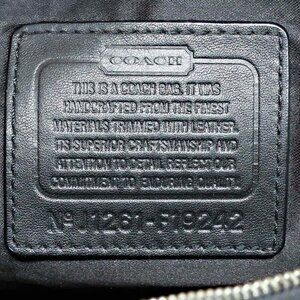 COACH
THIS IS A COACH BAG. IT WAS
HANDCRAFTED FROM THE FINEST
MATERIALS TRIMMED WITH LEATHER.
ITS SUPERIOR CRAFTSMANSHIP AND
ATTENTION TO DETAIL REFLECT OUR
COMMITMENT TO ENDURING QUALITY.
Nº J1261-F19242